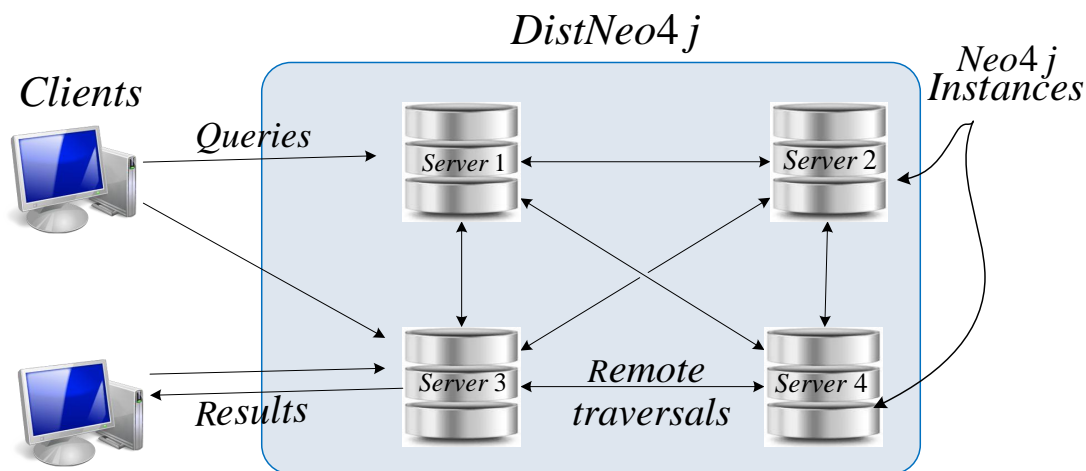 DistNeo4j
Neo4j
Instances
Clients
Queries
Server 1
Server 2
Server 3
Remote
traversals
Server 4
Results